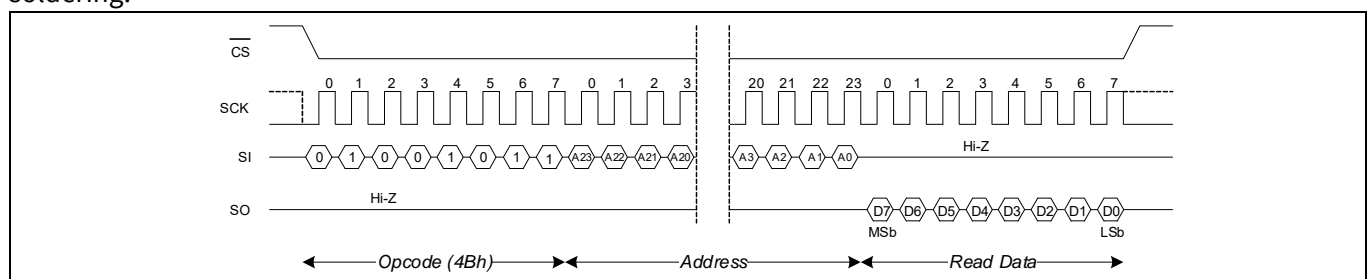 soldering.
CS
0 1 2 3 4 5 6 7 0 1 2 3 20 21 22 23 0 1 2 3 4 5 6 7
SCK
SI 0 1 0 0 1 0 1 1 A23 A22 A21 A20 A3 A2 A1 A0 Hi-Z
Hi-Z
SO D7 D6 D5 D4 D3 D2 D1 D0
MSb LSb
Opcode (4Bh) Address Read Data